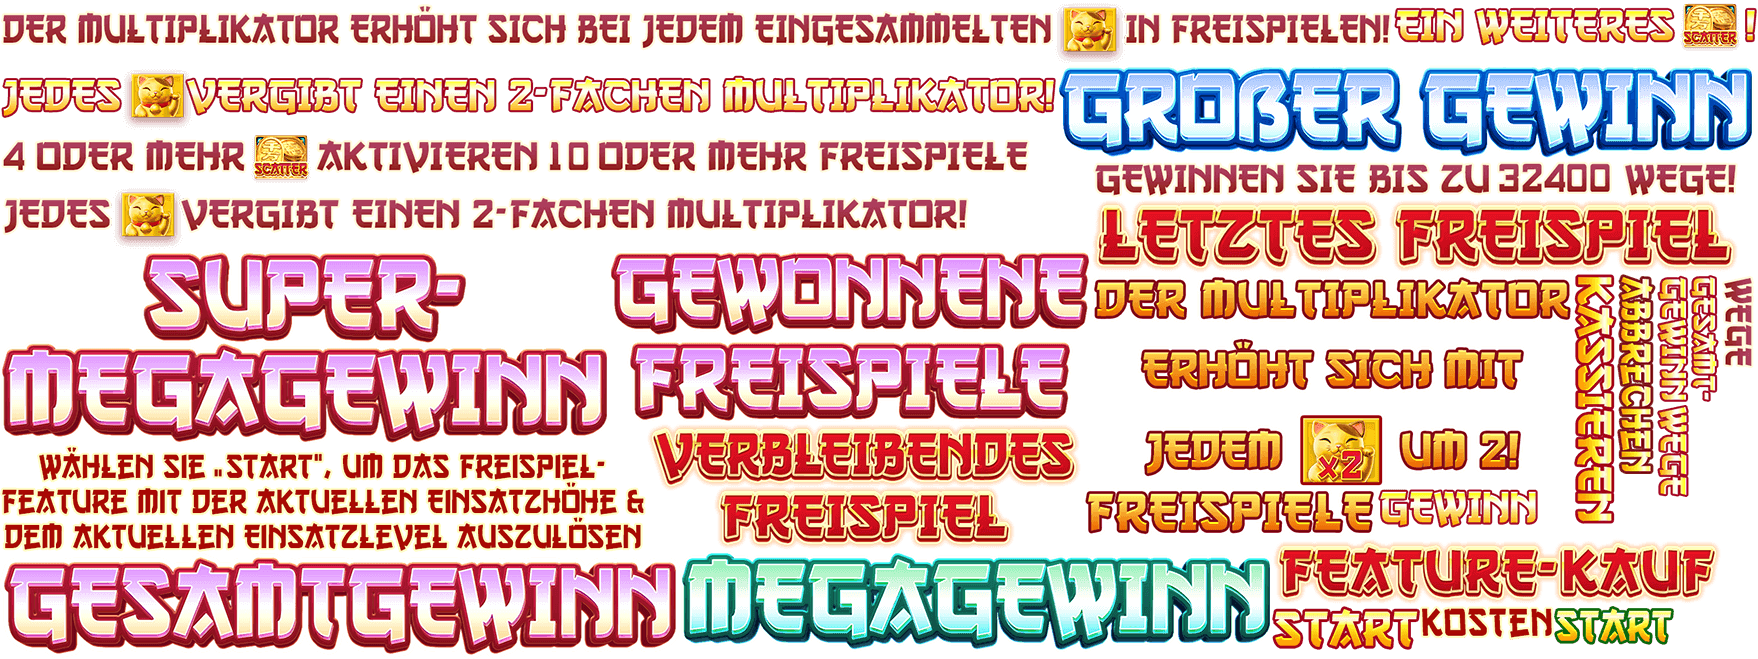 DER MULTIPLIKATOR ERHÖHT SICH BEI JEDEM EINGESAMMELTEN IN FREISPIELEN!
EIN WEITERES SCATTER !
JEDES VERGIBT EINEN 2-FACHEN MULTIPLIKATOR!
GROßER GEWINN
4 ODER MEHR SCATTER AKTIVIEREN 10 ODER MEHR FREISPIELE
GEWINNEN SIE BIS ZU 32400 WEGE!
JEDES VERGIBT EINEN 2-FACHEN MULTIPLIKATOR!
LETZTES FREISPIEL
SUPER-
MEGAGEWINN
GEWONNENE
FREISPIELE
DER MULTIPLIKATOR
ERHÖHT SICH MIT
JEDEM X2 UM 2!
KASSIEREN
ABBRECHEN
GEWINN WEGE
GESAMT-
WEGE
VERBLEIBENDES
FREISPIEL
WÄHLEN SIE „START“, UM DAS FREISPIEL-
FEATURE MIT DER AKTUELLEN EINSATZHÖHE &
DEM AKTUELLEN EINSATZLEVEL AUSZULÖSEN
FREISPIELE
GEWINN
GESAMTGEWINN
MEGAGEWINN
FEATURE-KAUF
START
KOSTEN
START